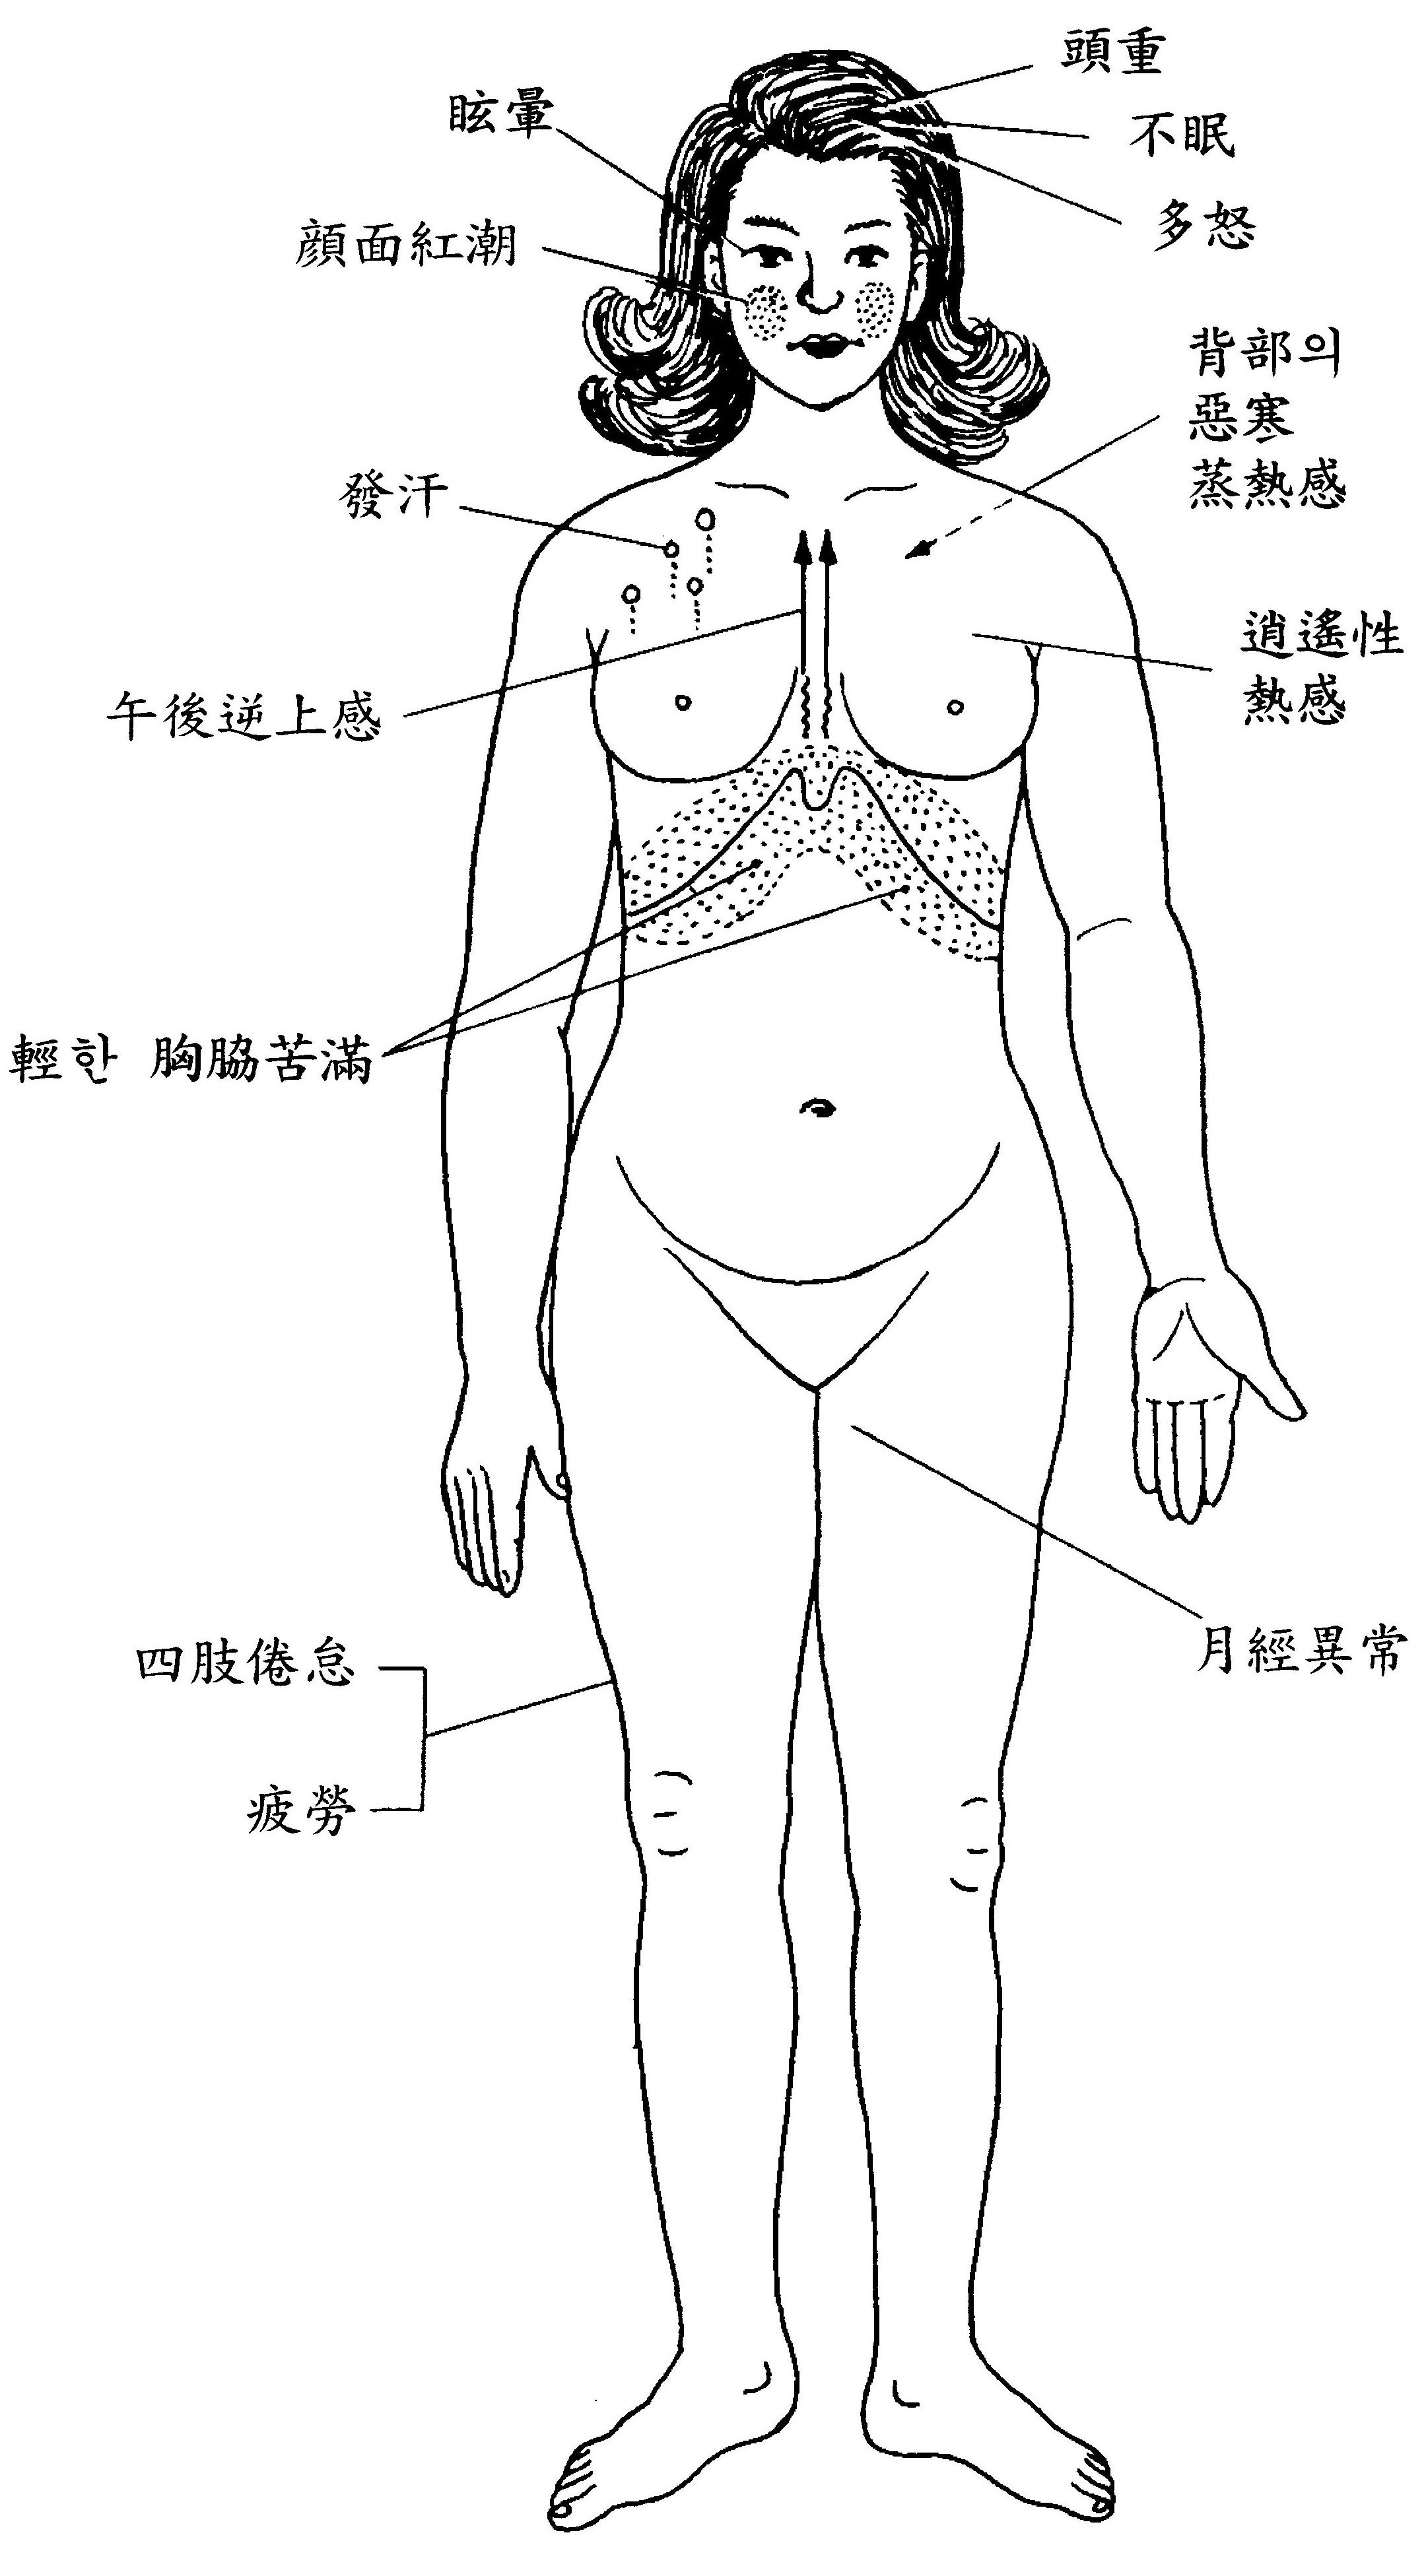 頭重
眩暈
不眠
多怒
顔面紅潮
背部의
惡寒
蒸熱感
發汗
逍遙性
熱感
午後逆上感
輕한 胸脇苦滿
月經異常
四肢倦怠
疲勞